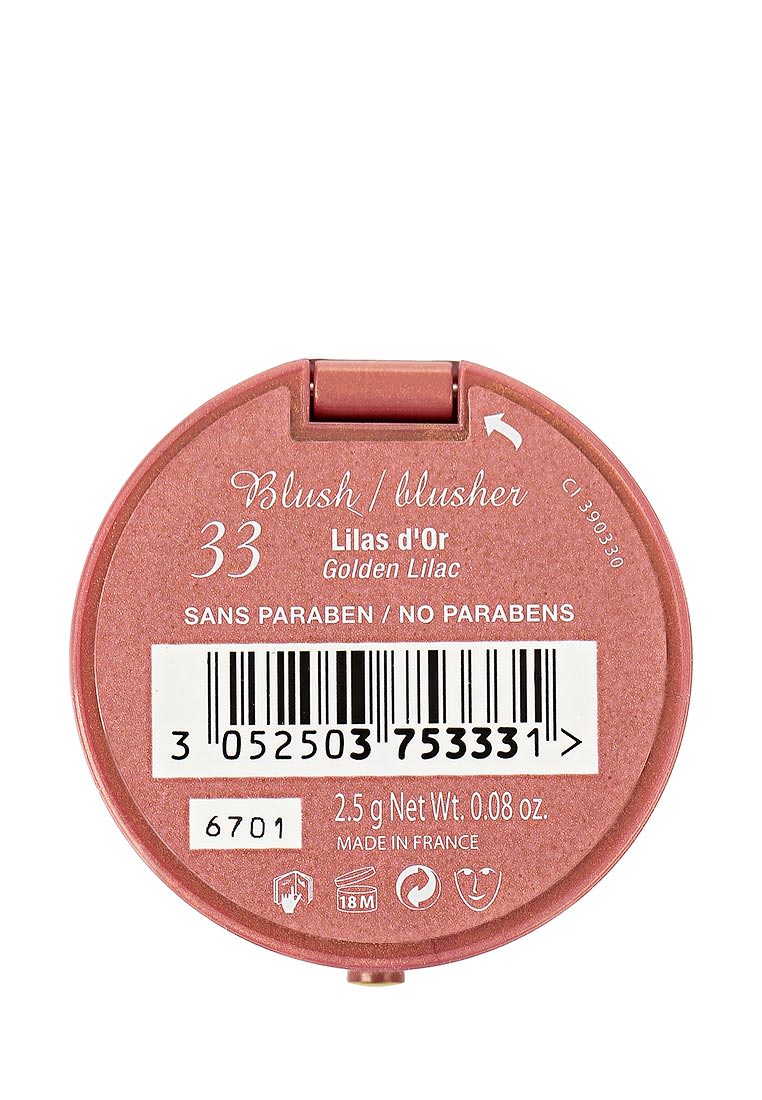 Blush / blusher
33
Lilas d'Or
Golden Lilac
CI 390330
SANS PARABEN / NO PARABENS
3 052503 753331 >
6701
2.5 g Net Wt. 0.08 oz.
MADE IN FRANCE
18M